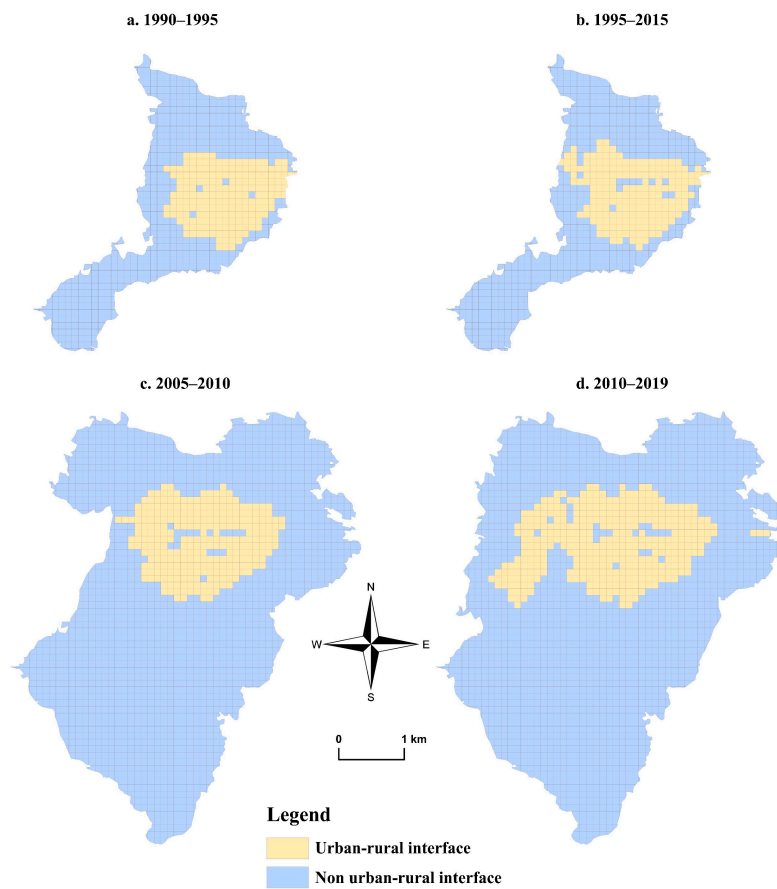 a. 1990–1995
b. 1995–2015
c. 2005–2010
d. 2010–2019
N
W
E
S
0 1 km
Legend
Urban-rural interface
Non urban-rural interface